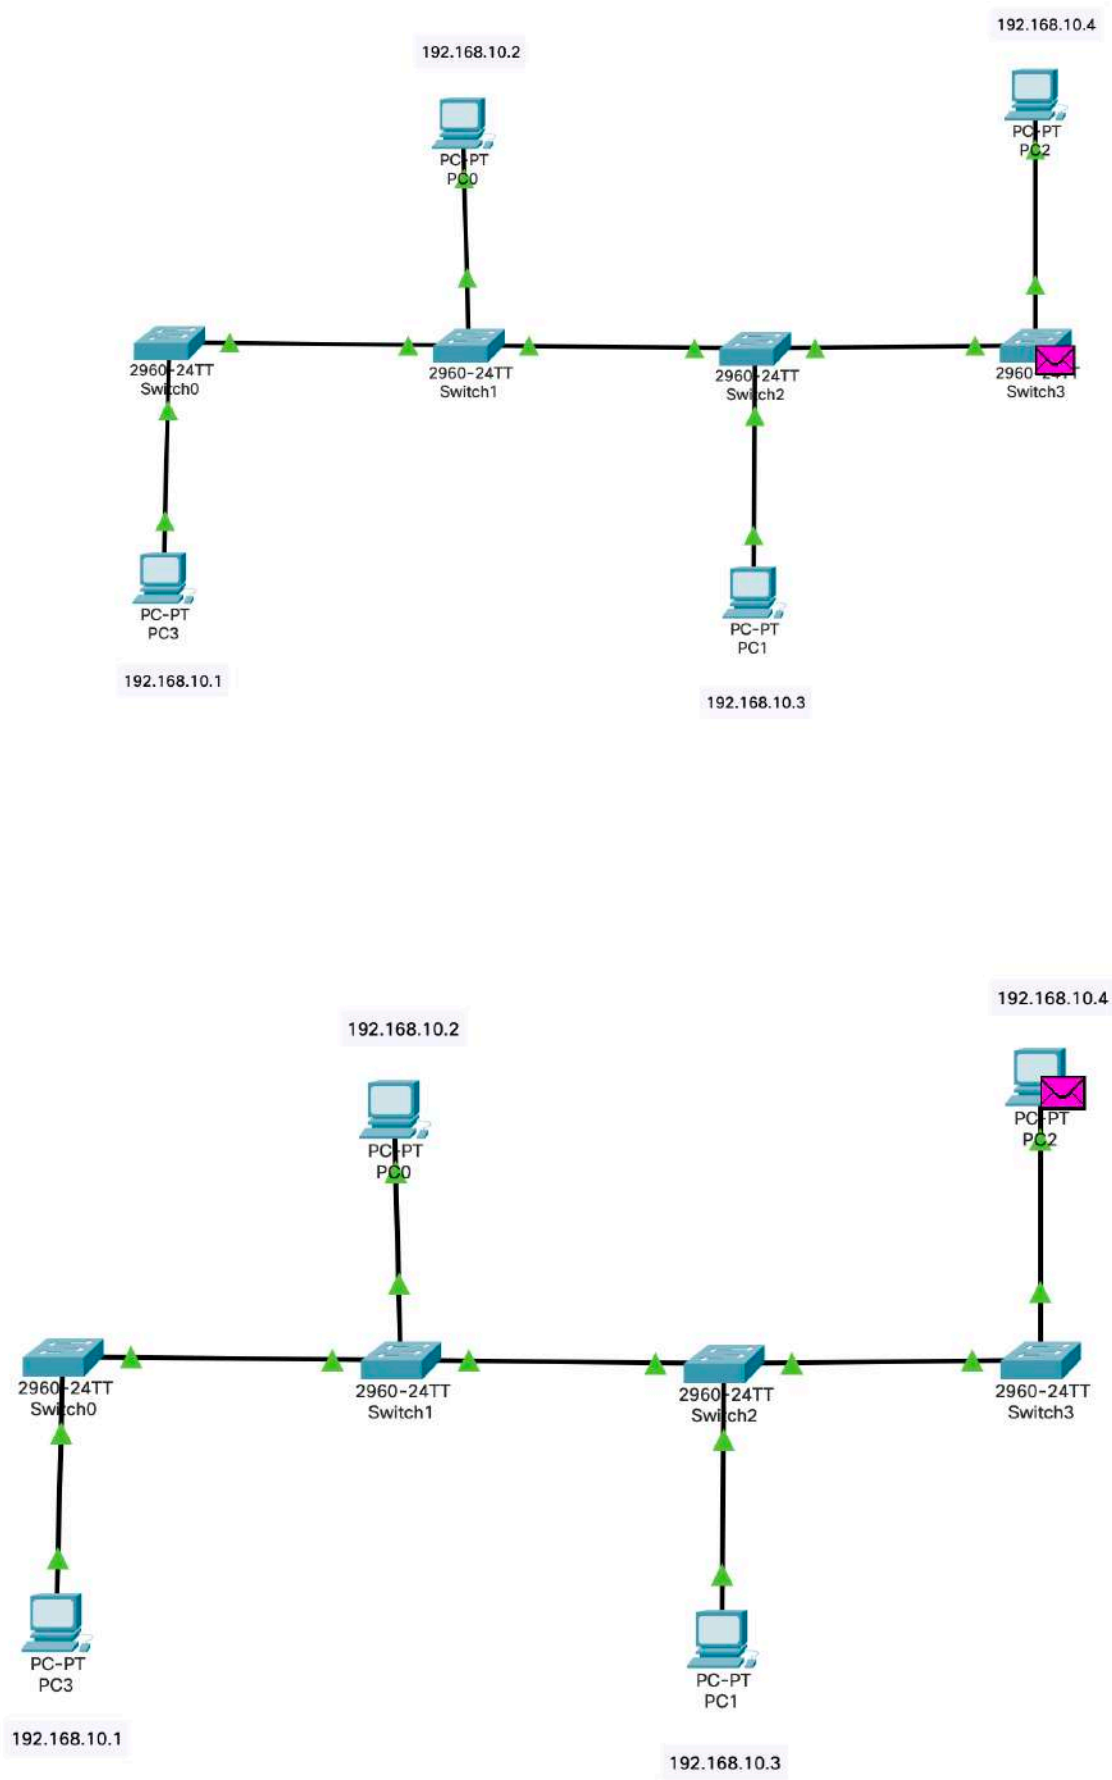 192.168.10.4
192.168.10.2
PC-PT
PC2
PC-PT
PC0
2960-24TT
Switch0
2960-24TT
Switch1
2960-24TT
Switch2
2960-24TT
Switch3
PC-PT
PC3
PC-PT
PC1
192.168.10.1
192.168.10.3
192.168.10.4
192.168.10.2
PC-PT
PC2
PC-PT
PC0
2960-24TT
Switch0
2960-24TT
Switch1
2960-24TT
Switch2
2960-24TT
Switch3
PC-PT
PC3
PC-PT
PC1
192.168.10.1
192.168.10.3